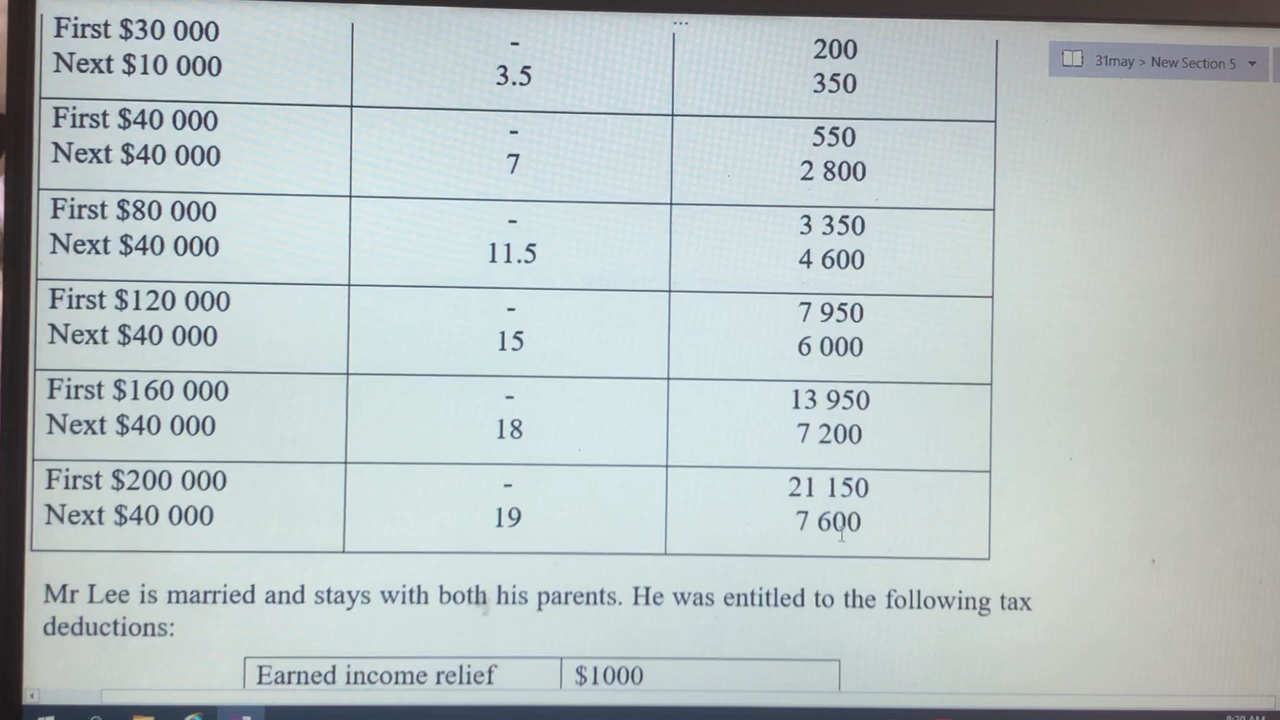 First $30 000 - 200
Next $10 000 3.5 350
First $40 000 - 550
Next $40 000 7 2 800
First $80 000 - 3 350
Next $40 000 11.5 4 600
First $120 000 - 7 950
Next $40 000 15 6 000
First $160 000 - 13 950
Next $40 000 18 7 200
First $200 000 - 21 150
Next $40 000 19 7 600
31may > New Section 5
Mr Lee is married and stays with both his parents. He was entitled to the following tax
deductions:
Earned income relief $1000